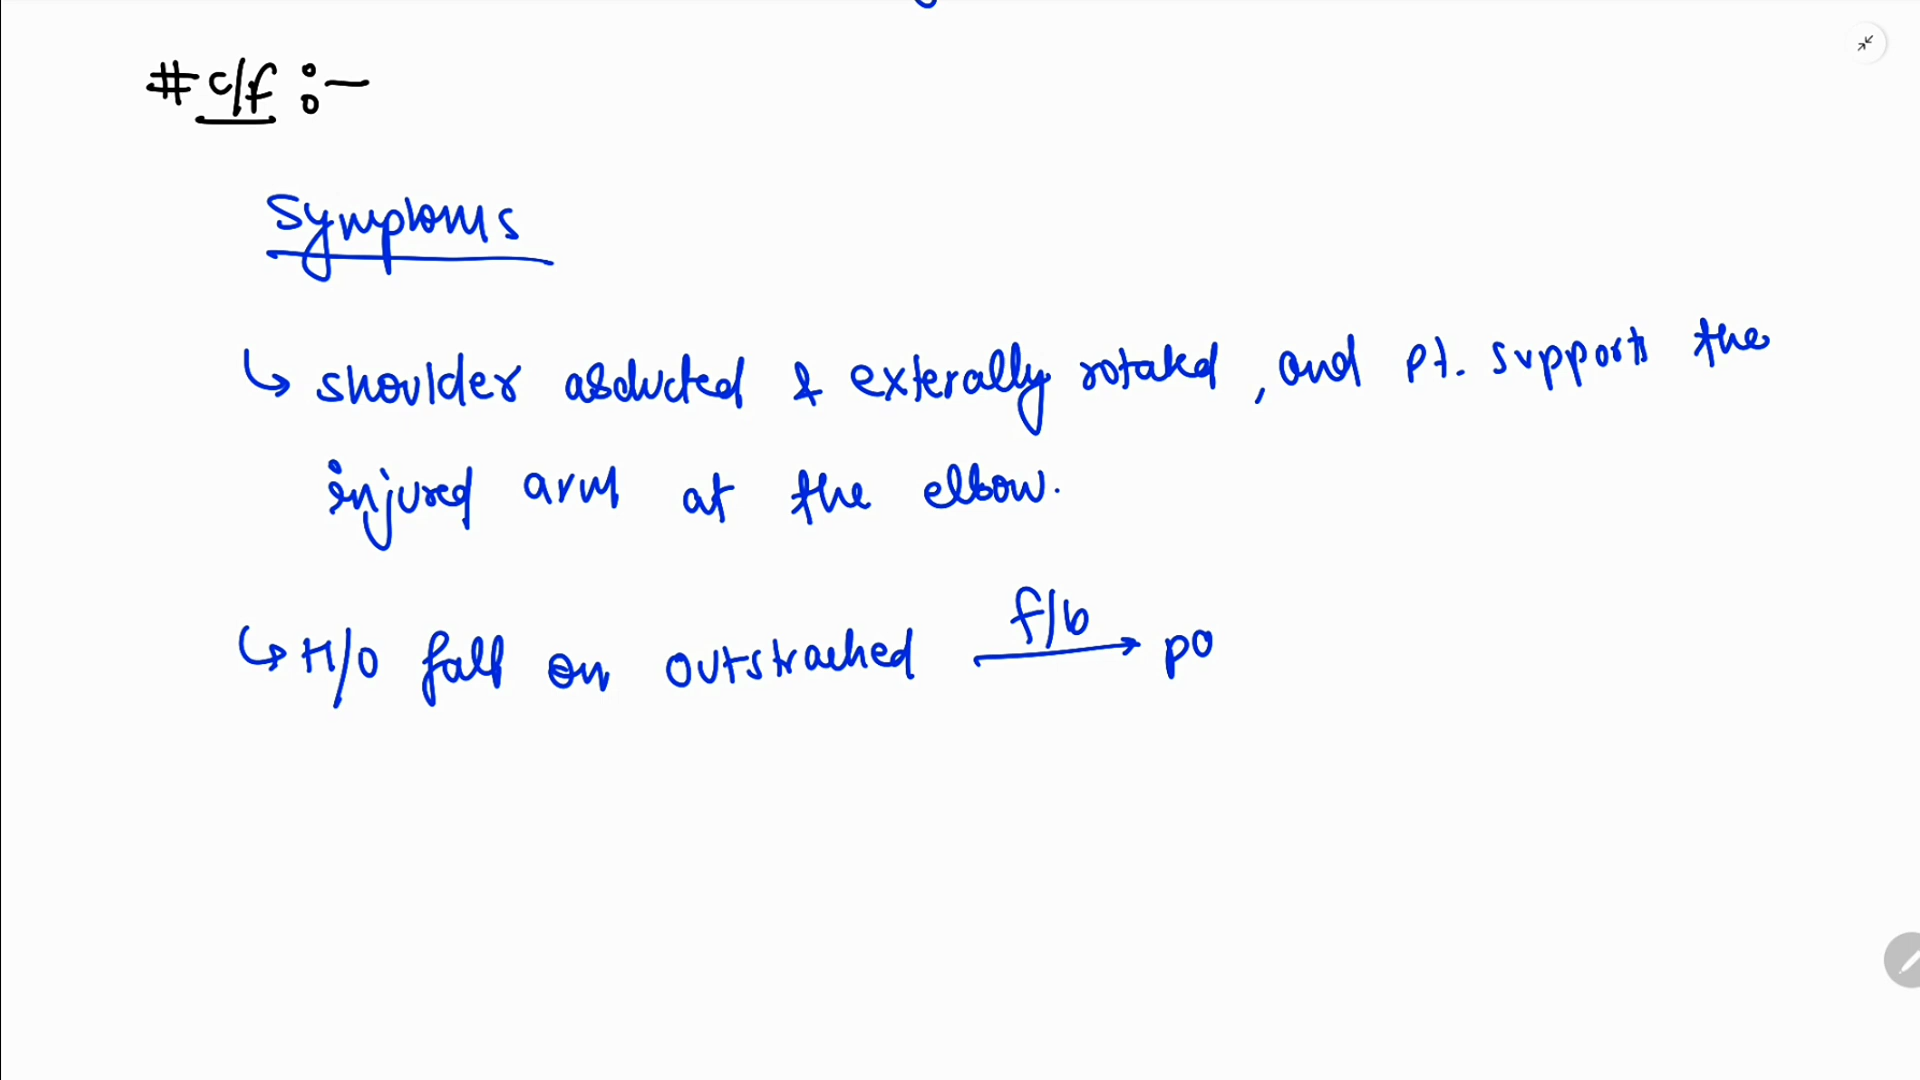 # c/f :-
Symptoms
↳ shoulder abducted & exterally rotated, and Pt. supports the
injured arm at the elbow.
↳ H/O fall on outstrached f/b → po